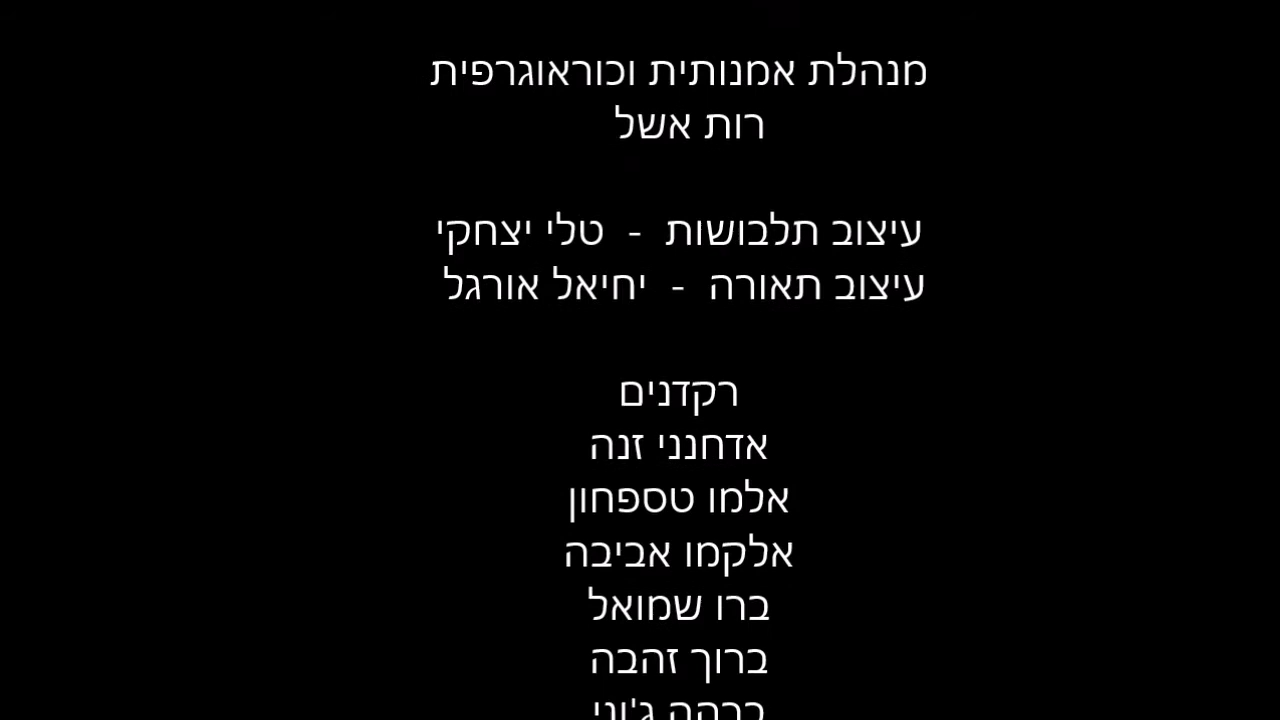 מנהלת אמנותית וכוראוגרפית
רות אשל
עיצוב תלבושות - טלי יצחקי
עיצוב תאורה - יחיאל אורגל
רקדנים
אדחנני זנה
אלמו טספחון
אלקמו אביבה
ברו שמואל
ברוך זהבה
ג'וני